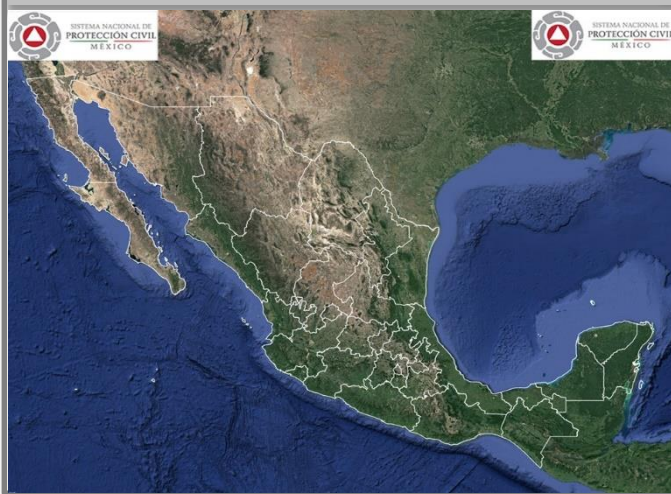 SISTEMA NACIONAL DE
PROTECCIÓN CIVIL
MÉXICO
SISTEMA NACIONAL DE
PROTECCIÓN CIVIL
MÉXICO